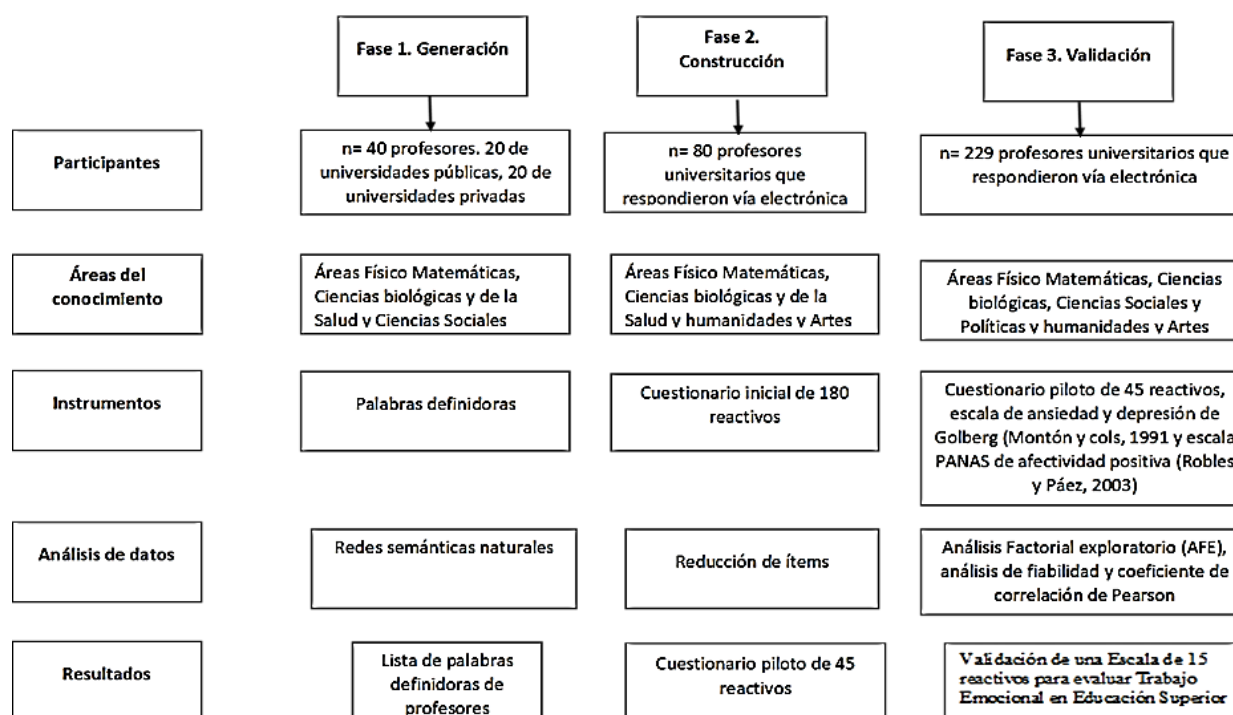 Fase 1. Generación
Fase 2.
Construcción
Fase 3. Validación
Participantes
n= 40 profesores. 20 de
universidades públicas, 20 de
universidades privadas
n= 80 profesores
universitarios que
respondieron vía electrónica
n= 229 profesores universitarios que
respondieron vía electrónica
Áreas del
conocimiento
Áreas Físico Matemáticas,
Ciencias biológicas y de la
Salud y Ciencias Sociales
Áreas Físico Matemáticas,
Ciencias biológicas y de la
Salud y humanidades y Artes
Áreas Físico Matemáticas, Ciencias
biológicas, Ciencias Sociales y
Políticas y humanidades y Artes
Instrumentos
Palabras definidoras
Cuestionario inicial de 180
reactivos
Cuestionario piloto de 45 reactivos,
escala de ansiedad y depresión de
Golberg (Montón y cols, 1991 y escala
PANAS de afectividad positiva (Robles
y Páez, 2003)
Análisis de datos
Redes semánticas naturales
Reducción de ítems
Análisis Factorial exploratorio (AFE),
análisis de fiabilidad y coeficiente de
correlación de Pearson
Resultados
Lista de palabras
definidoras de
profesores
Cuestionario piloto de 45
reactivos
Validación de una Escala de 15
reactivos para evaluar Trabajo
Emocional en Educación Superior